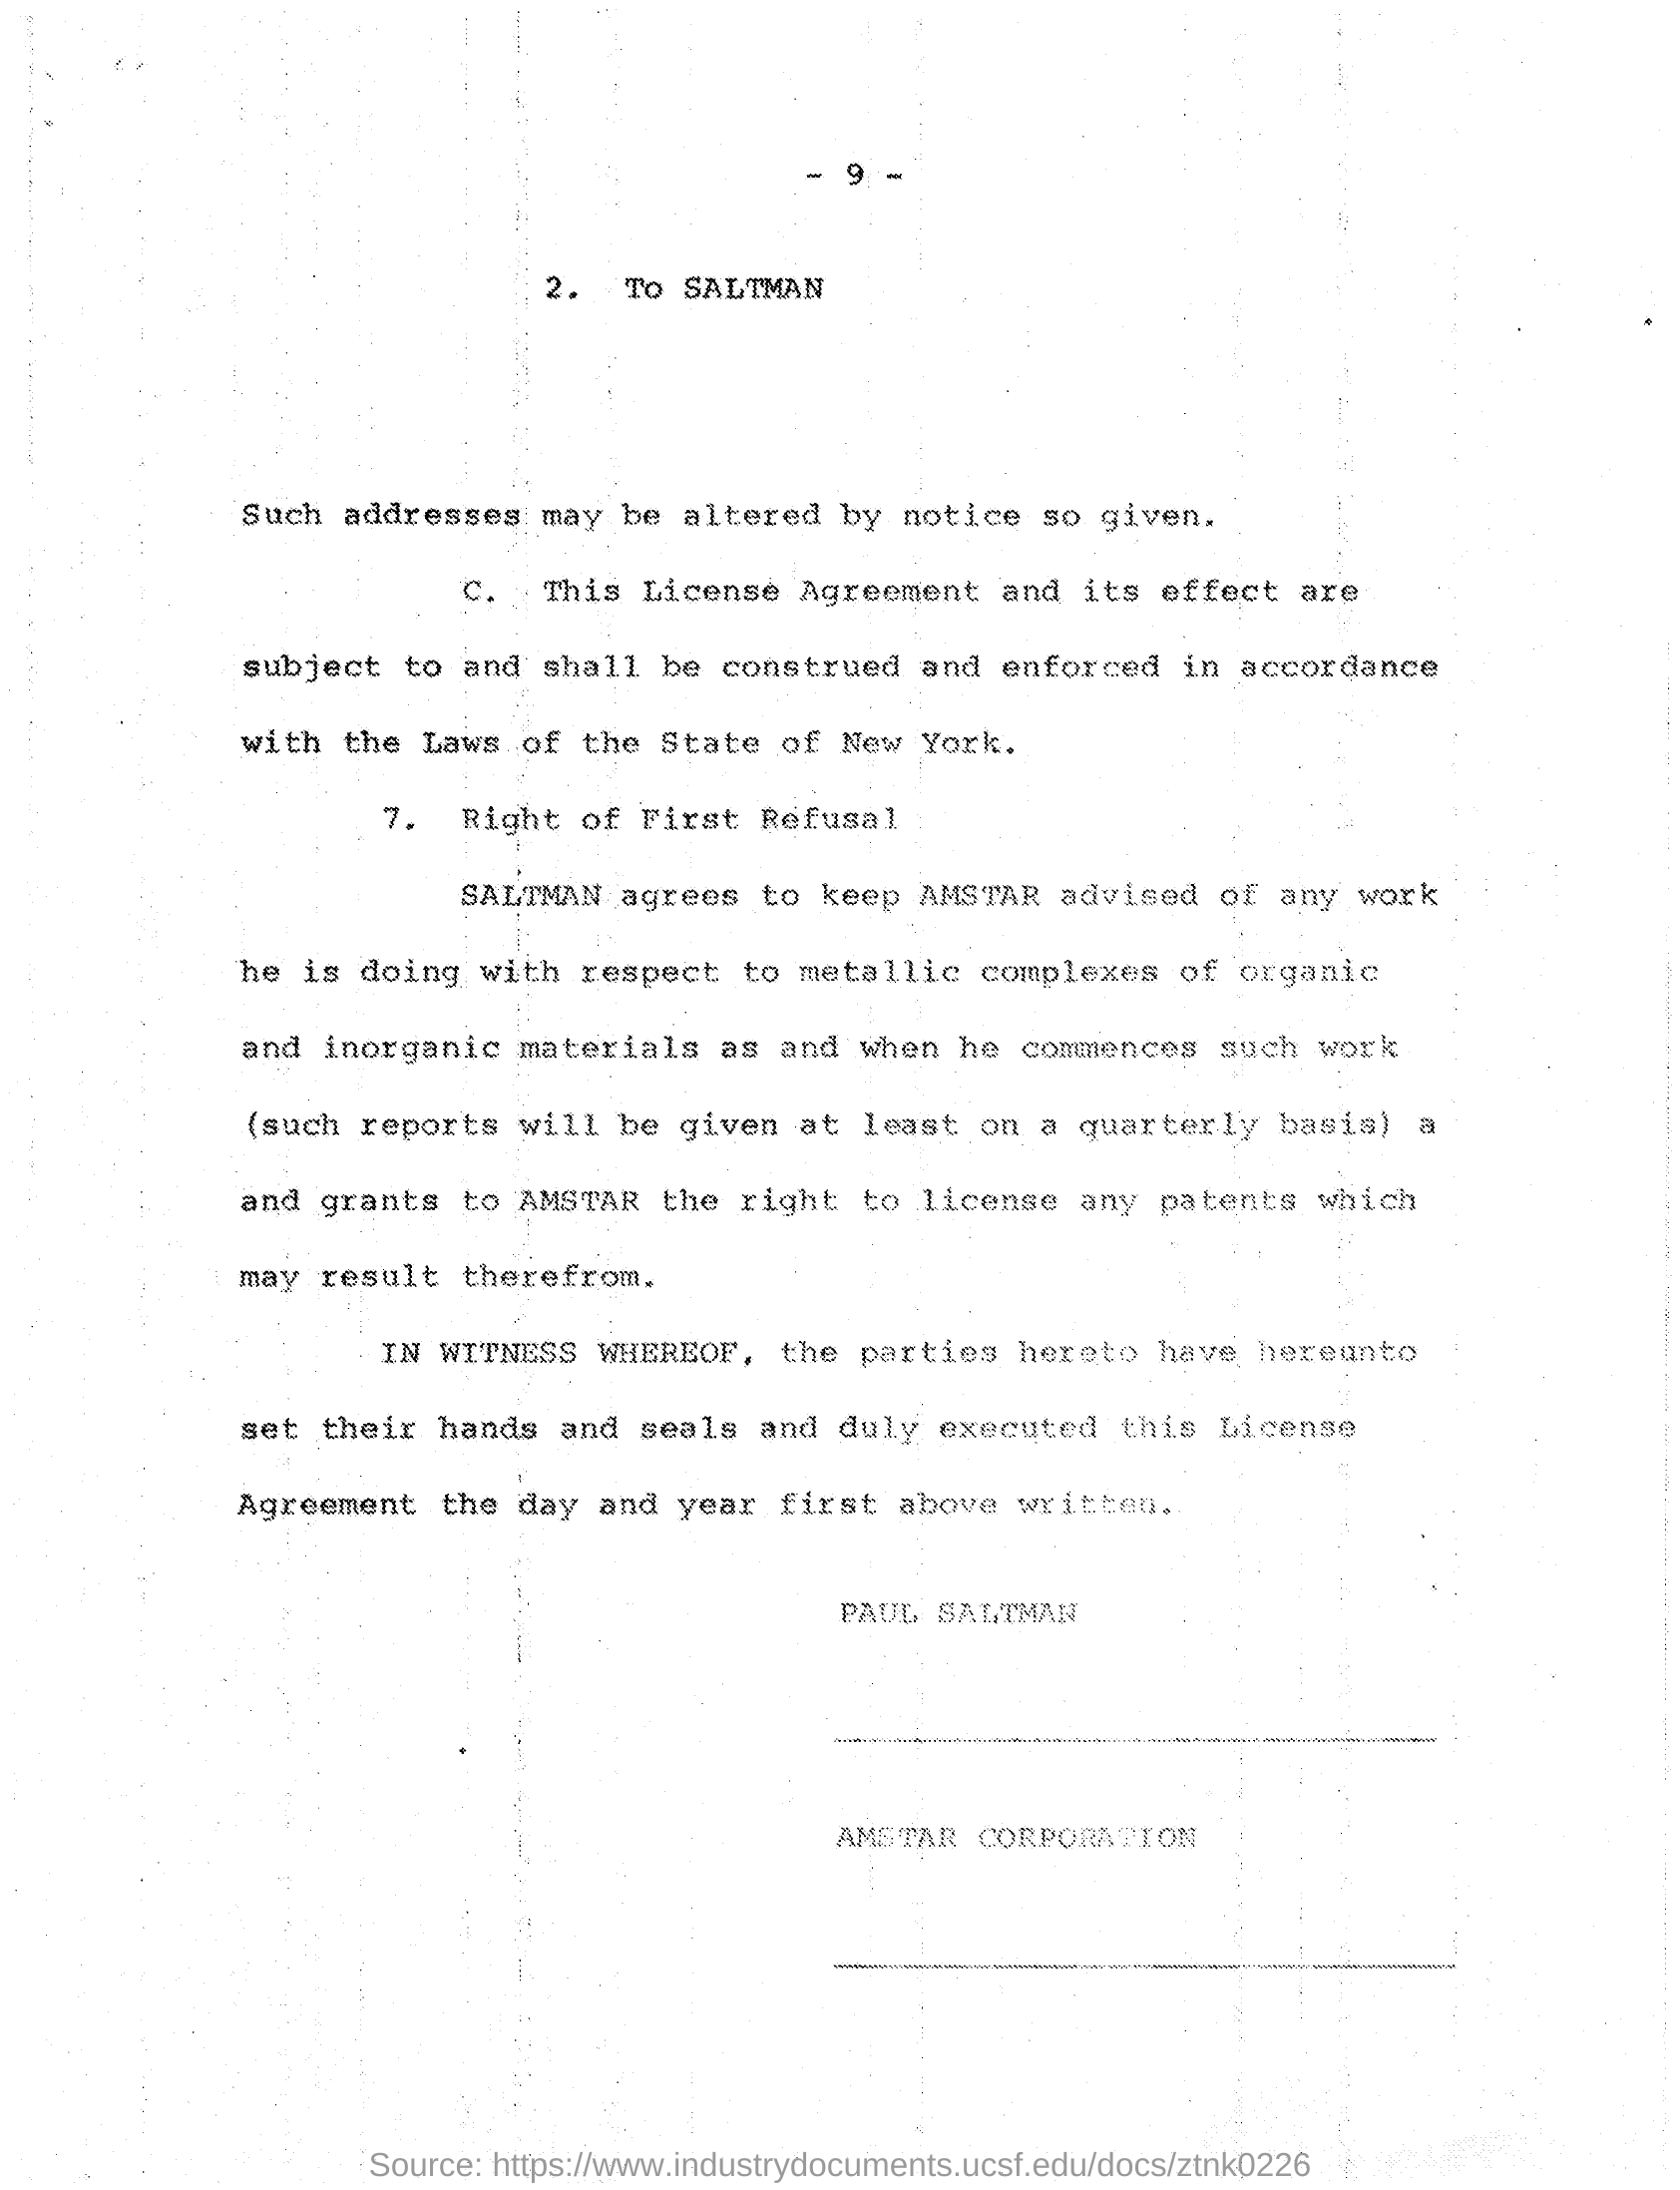 - 9 -
2. To SALTMAN
Such addresses may be altered by notice so given.
C. This License Agreement and its effect are
subject to and shall be construed and enforced in accordance
with the Laws of the State of New York.
7. Right of First Refusal
SALTMAN agrees to keep AMSTAR advised of any work
he is doing with respect to metallic complexes of organic
and inorganic materials as and when he commences such work
(such reports will be given at least on a quarterly basis) a
and grants to AMSTAR the right to license any patents which
may result therefrom.
IN WITNESS WHEREOF, the parties hereto have hereunto
set their hands and seals and duly executed this License
Agreement the day and year first above written.
PAUL SALTMAN
AMSTAR CORPORATION
Source: https://www.industrydocuments.ucsf.edu/docs/ztnk0226